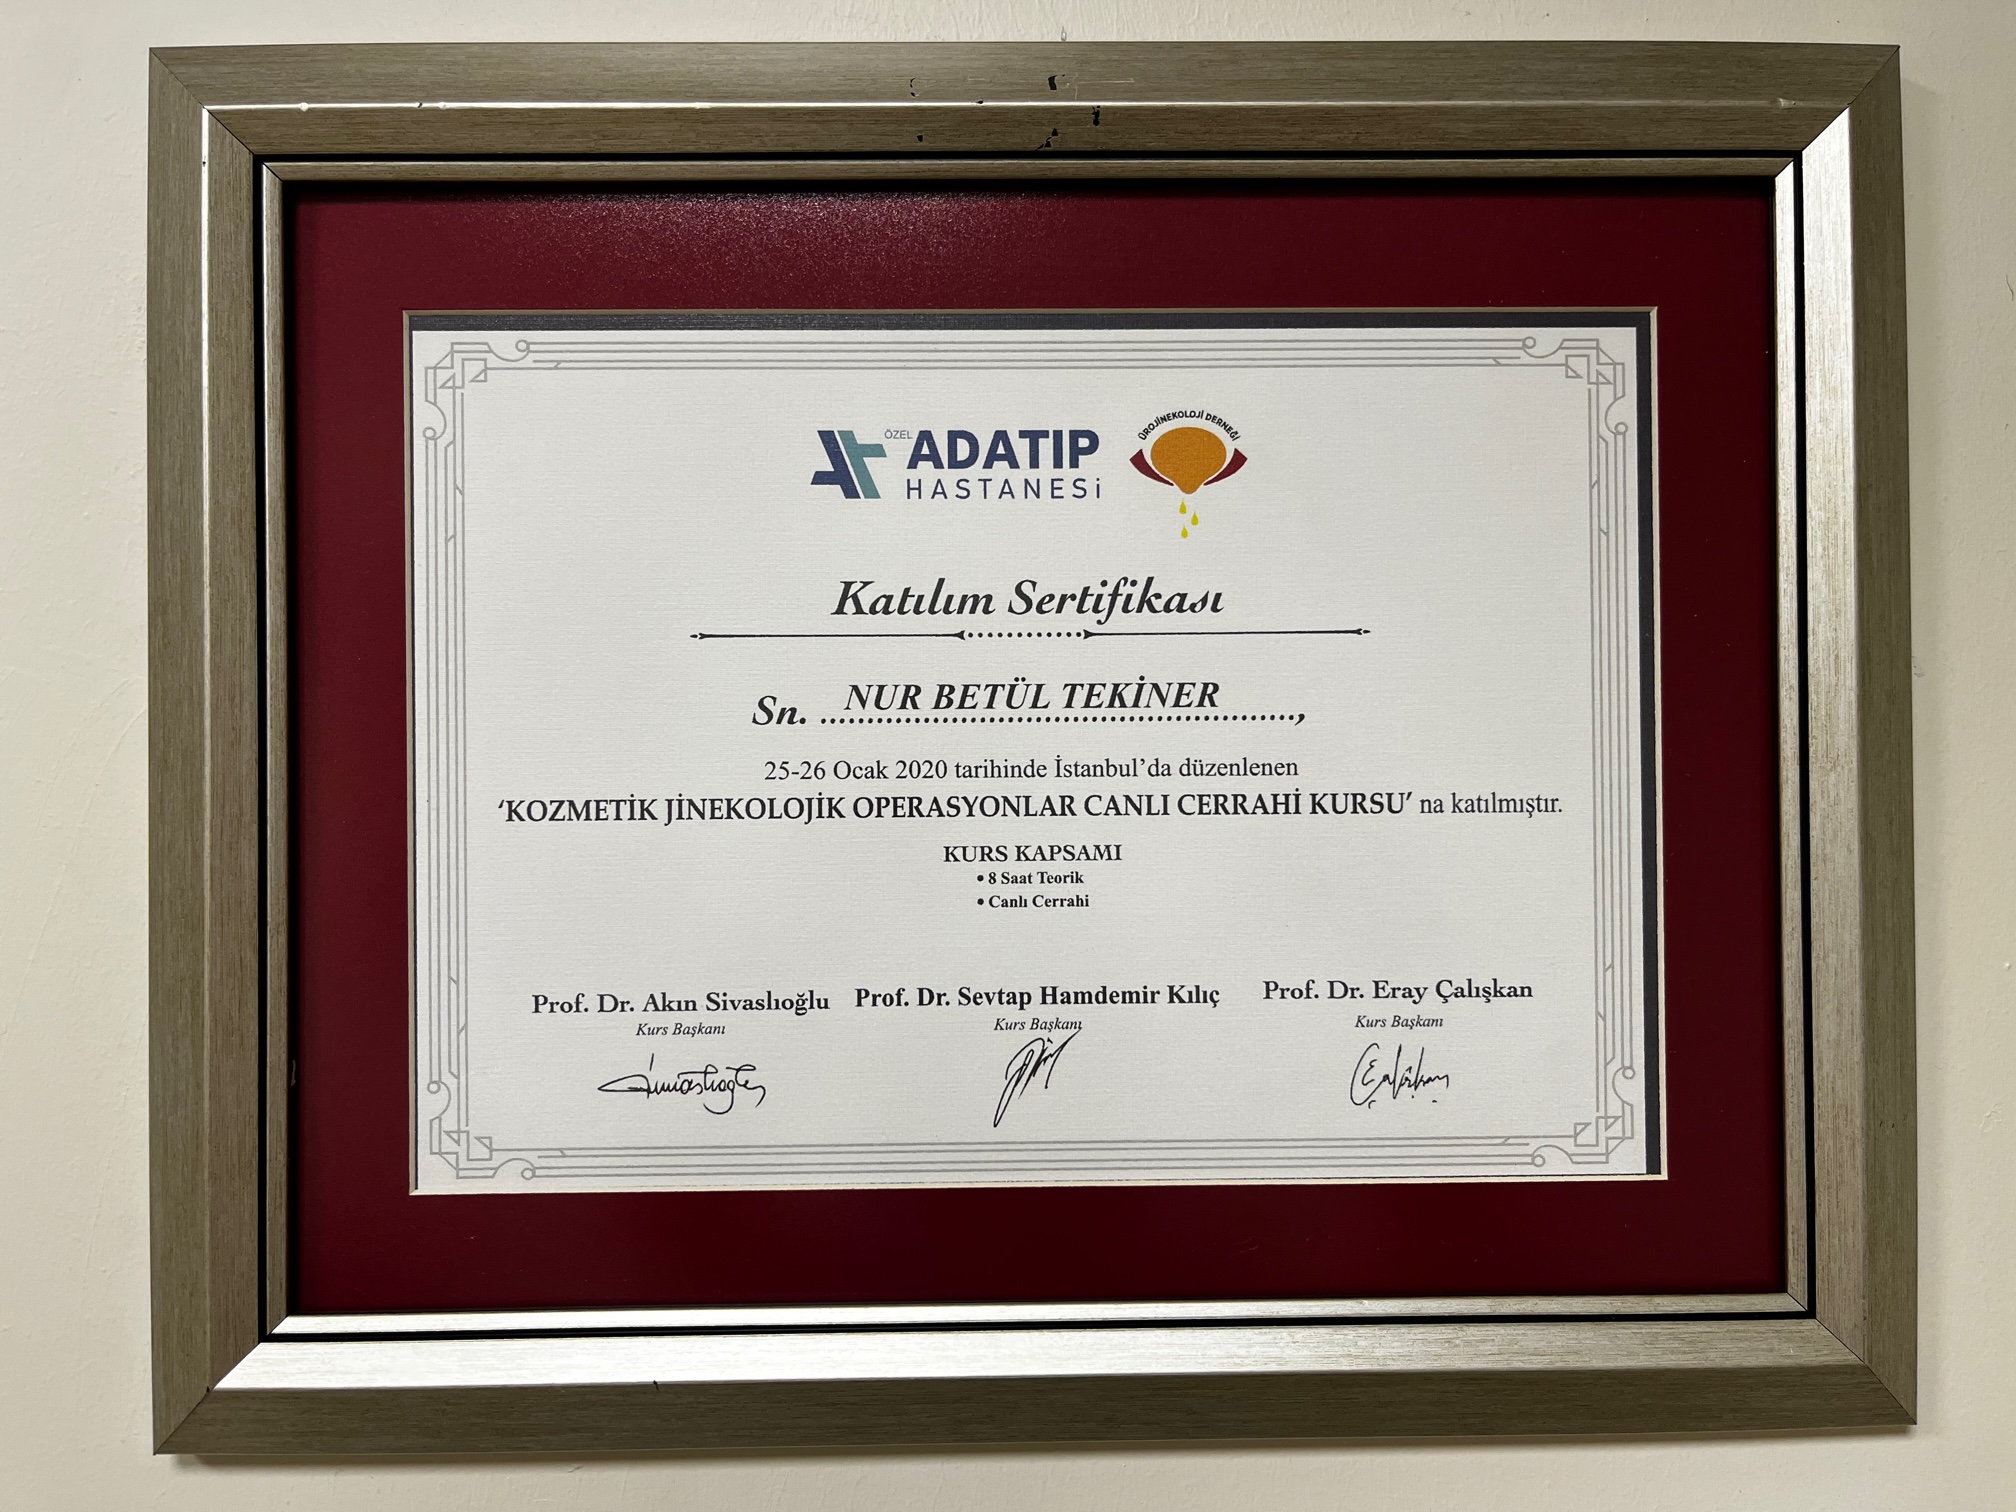 ÖZEL ADATIP
HASTANESİ
ÜROJİNEKOLOJİ DERNEĞİ
Katılım Sertifikası
Sn. NUR BETÜL TEKİNER,
25-26 Ocak 2020 tarihinde İstanbul'da düzenlenen
'KOZMETİK JİNEKOLOJİK OPERASYONLAR CANLI CERRAHİ KURSU' na katılmıştır.
KURS KAPSAMI
• 8 Saat Teorik
• Canlı Cerrahi
Prof. Dr. Akın Sivaslıoğlu
Kurs Başkanı
Prof. Dr. Sevtap Hamdemir Kılıç
Kurs Başkanı
Prof. Dr. Eray Çalışkan
Kurs Başkanı